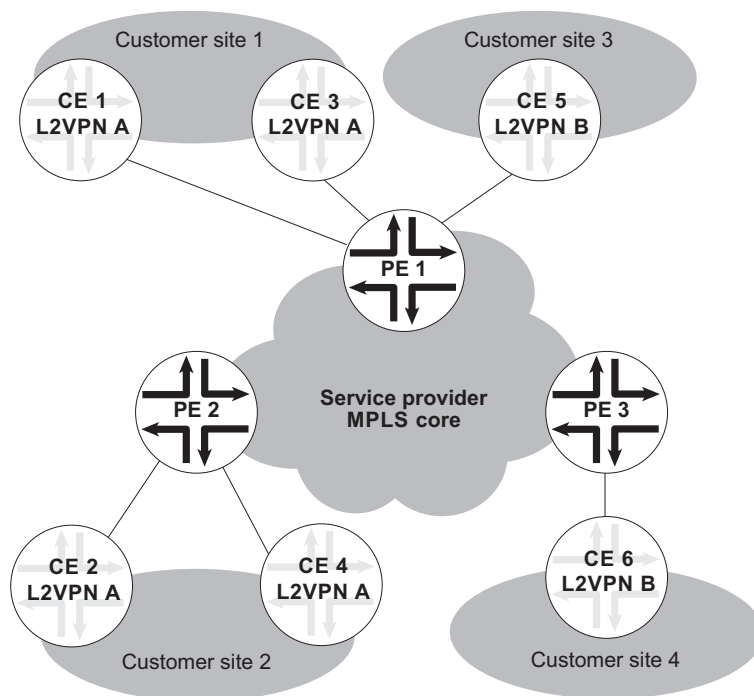 Customer site 1
Customer site 3
CE 1
L2VPN A
CE 3
L2VPN A
CE 5
L2VPN B
PE 1
Service provider
MPLS core
PE 2
PE 3
CE 2
L2VPN A
CE 4
L2VPN A
CE 6
L2VPN B
Customer site 2
Customer site 4